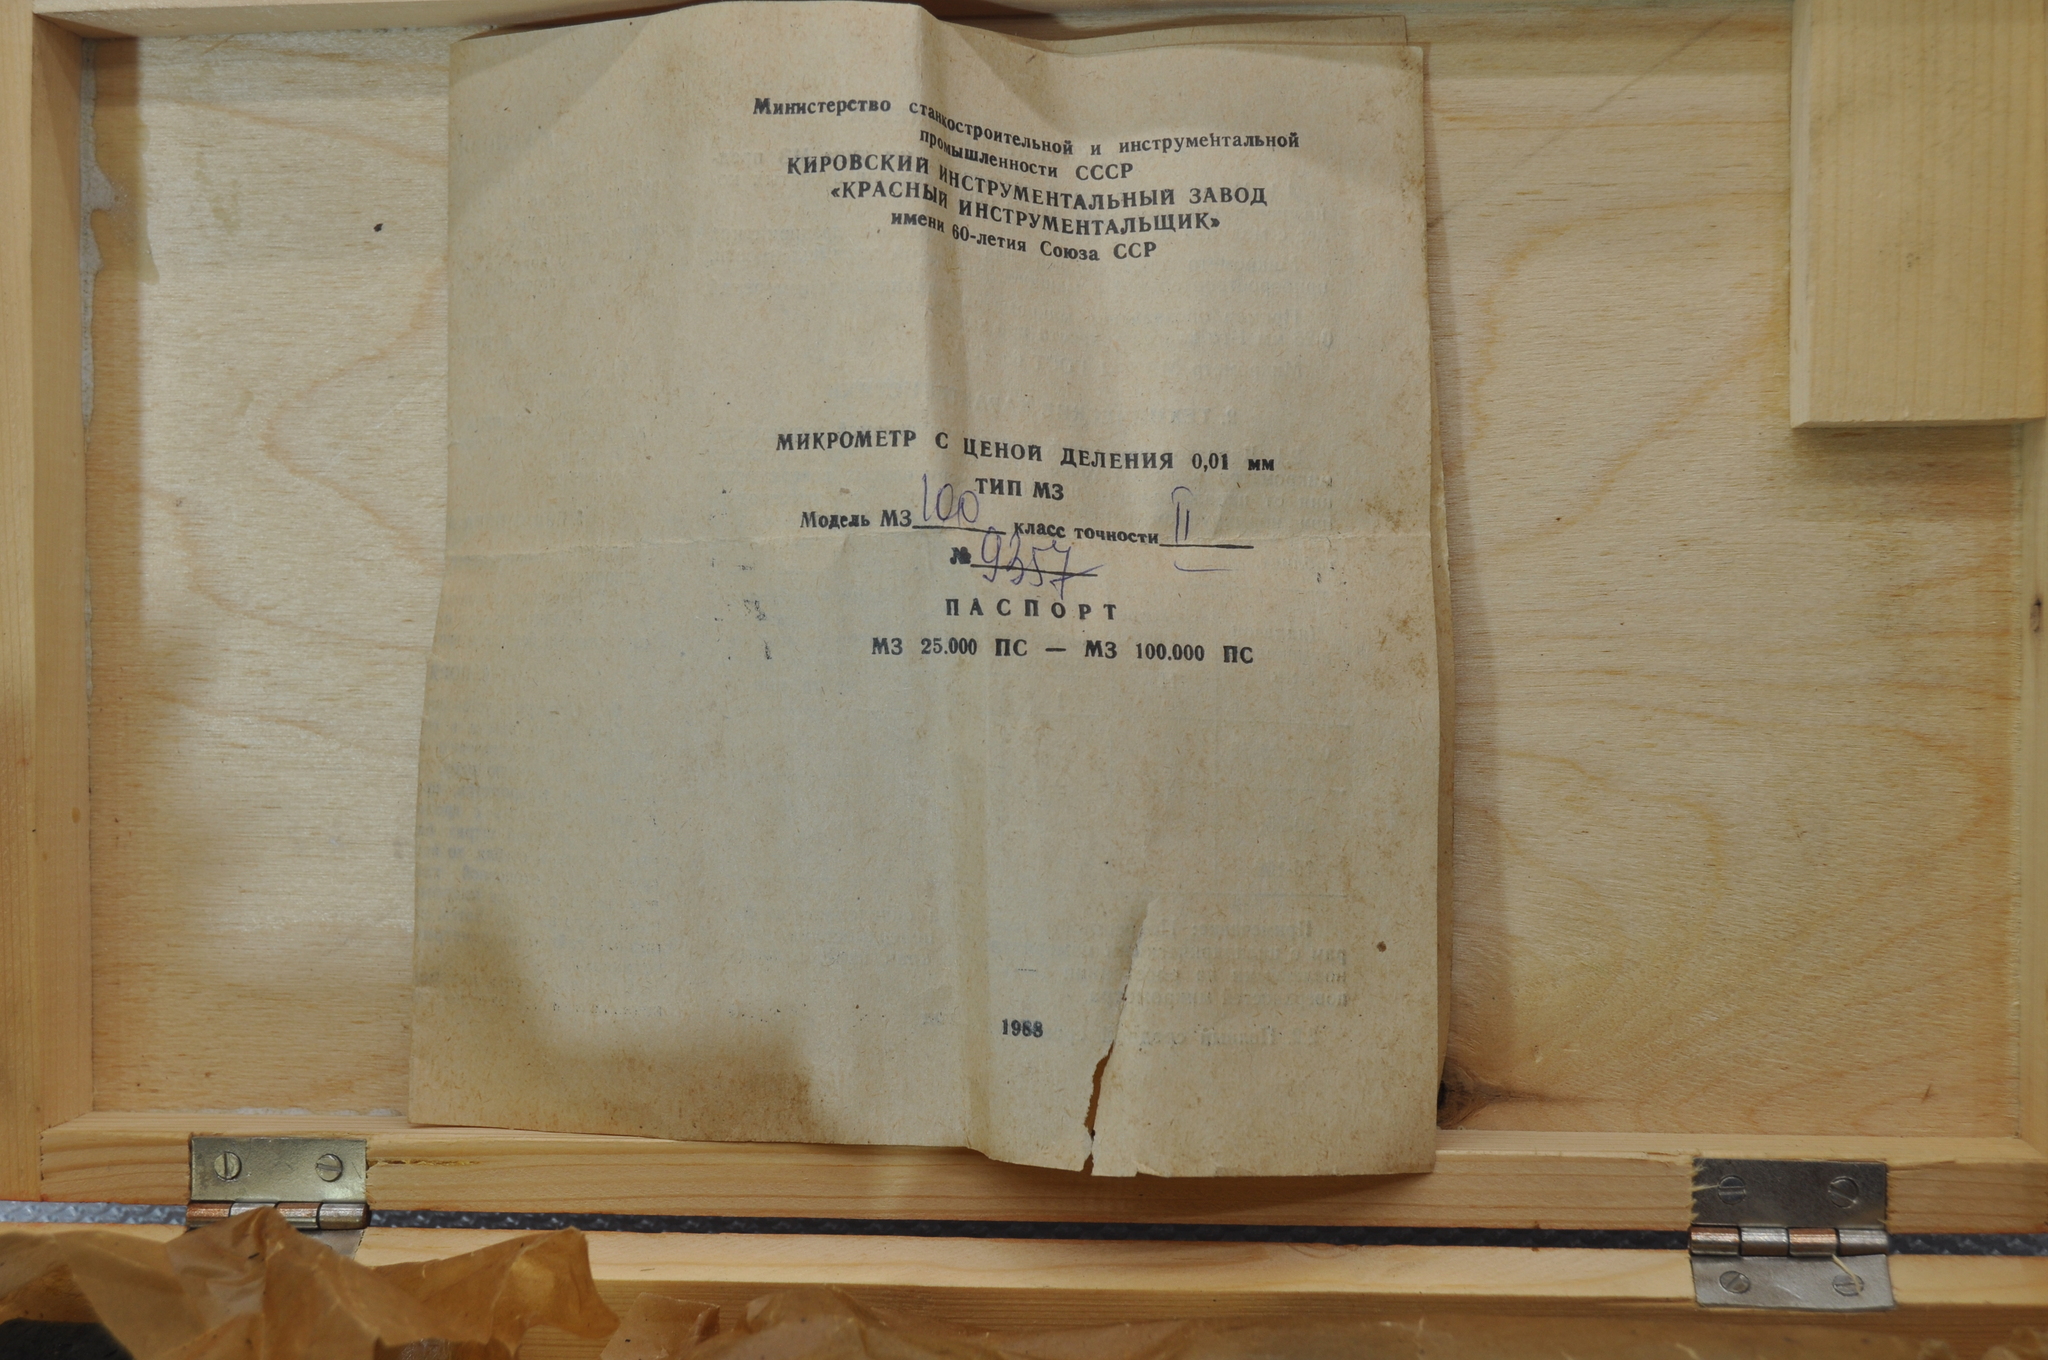 Министерство станкостроительной и инструментальной
промышленности СССР
КИРОВСКИЙ ИНСТРУМЕНТАЛЬНЫЙ ЗАВОД
«КРАСНЫЙ ИНСТРУМЕНТАЛЬЩИК»
имени 60-летия Союза ССР
МИКРОМЕТР С ЦЕНОЙ ДЕЛЕНИЯ 0,01 мм
ТИП МЗ
Модель МЗ 100 класс точности II
№ 9357
ПАСПОРТ
МЗ 25.000 ПС — МЗ 100.000 ПС
1988